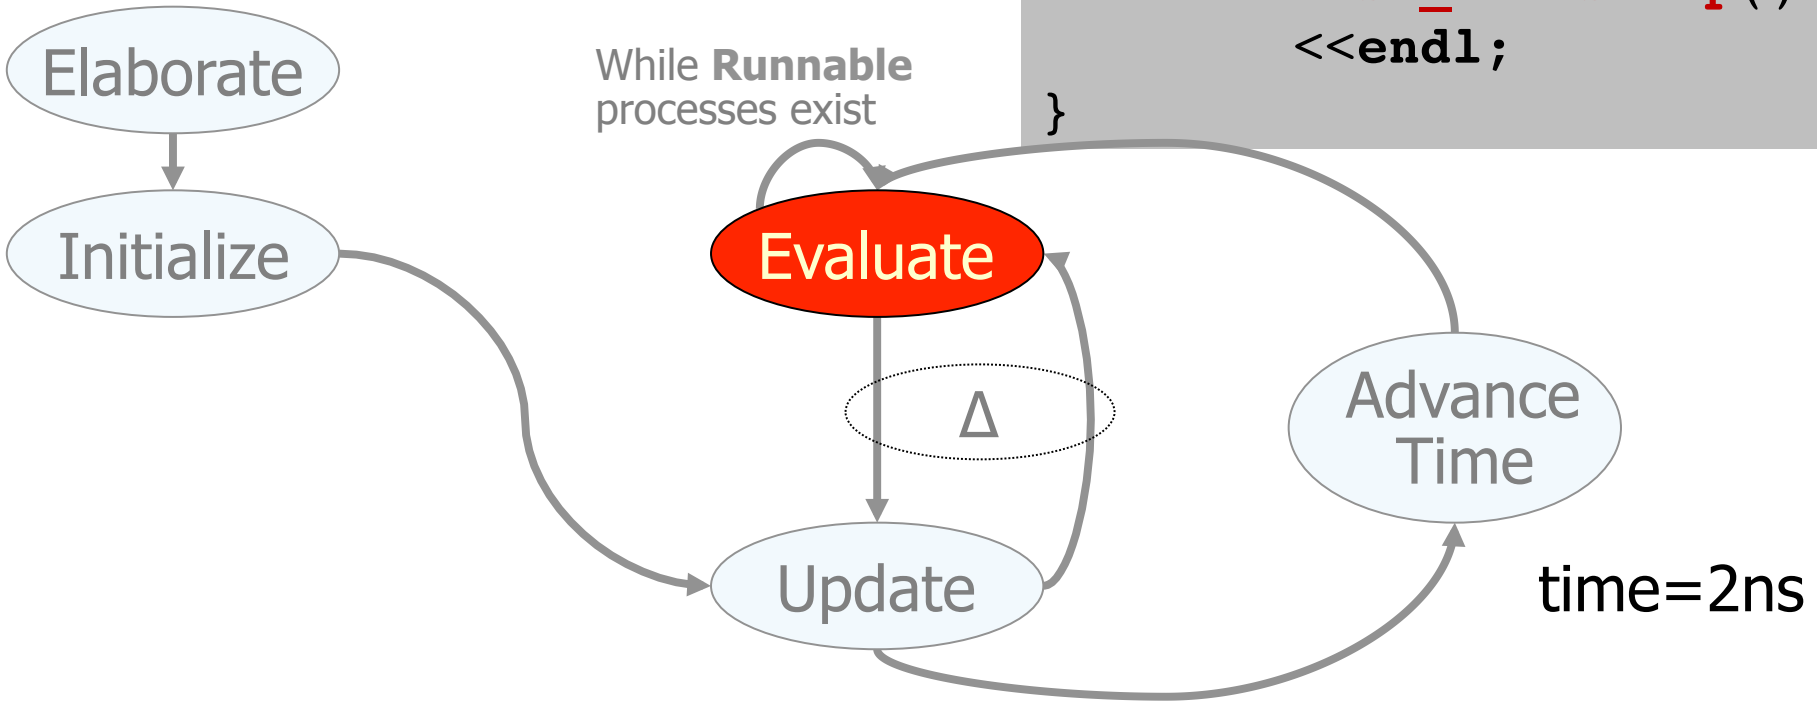 <<endl;
}
Elaborate
While Runnable
processes exist
Initialize
Evaluate
Δ
Advance
Time
Update
time=2ns